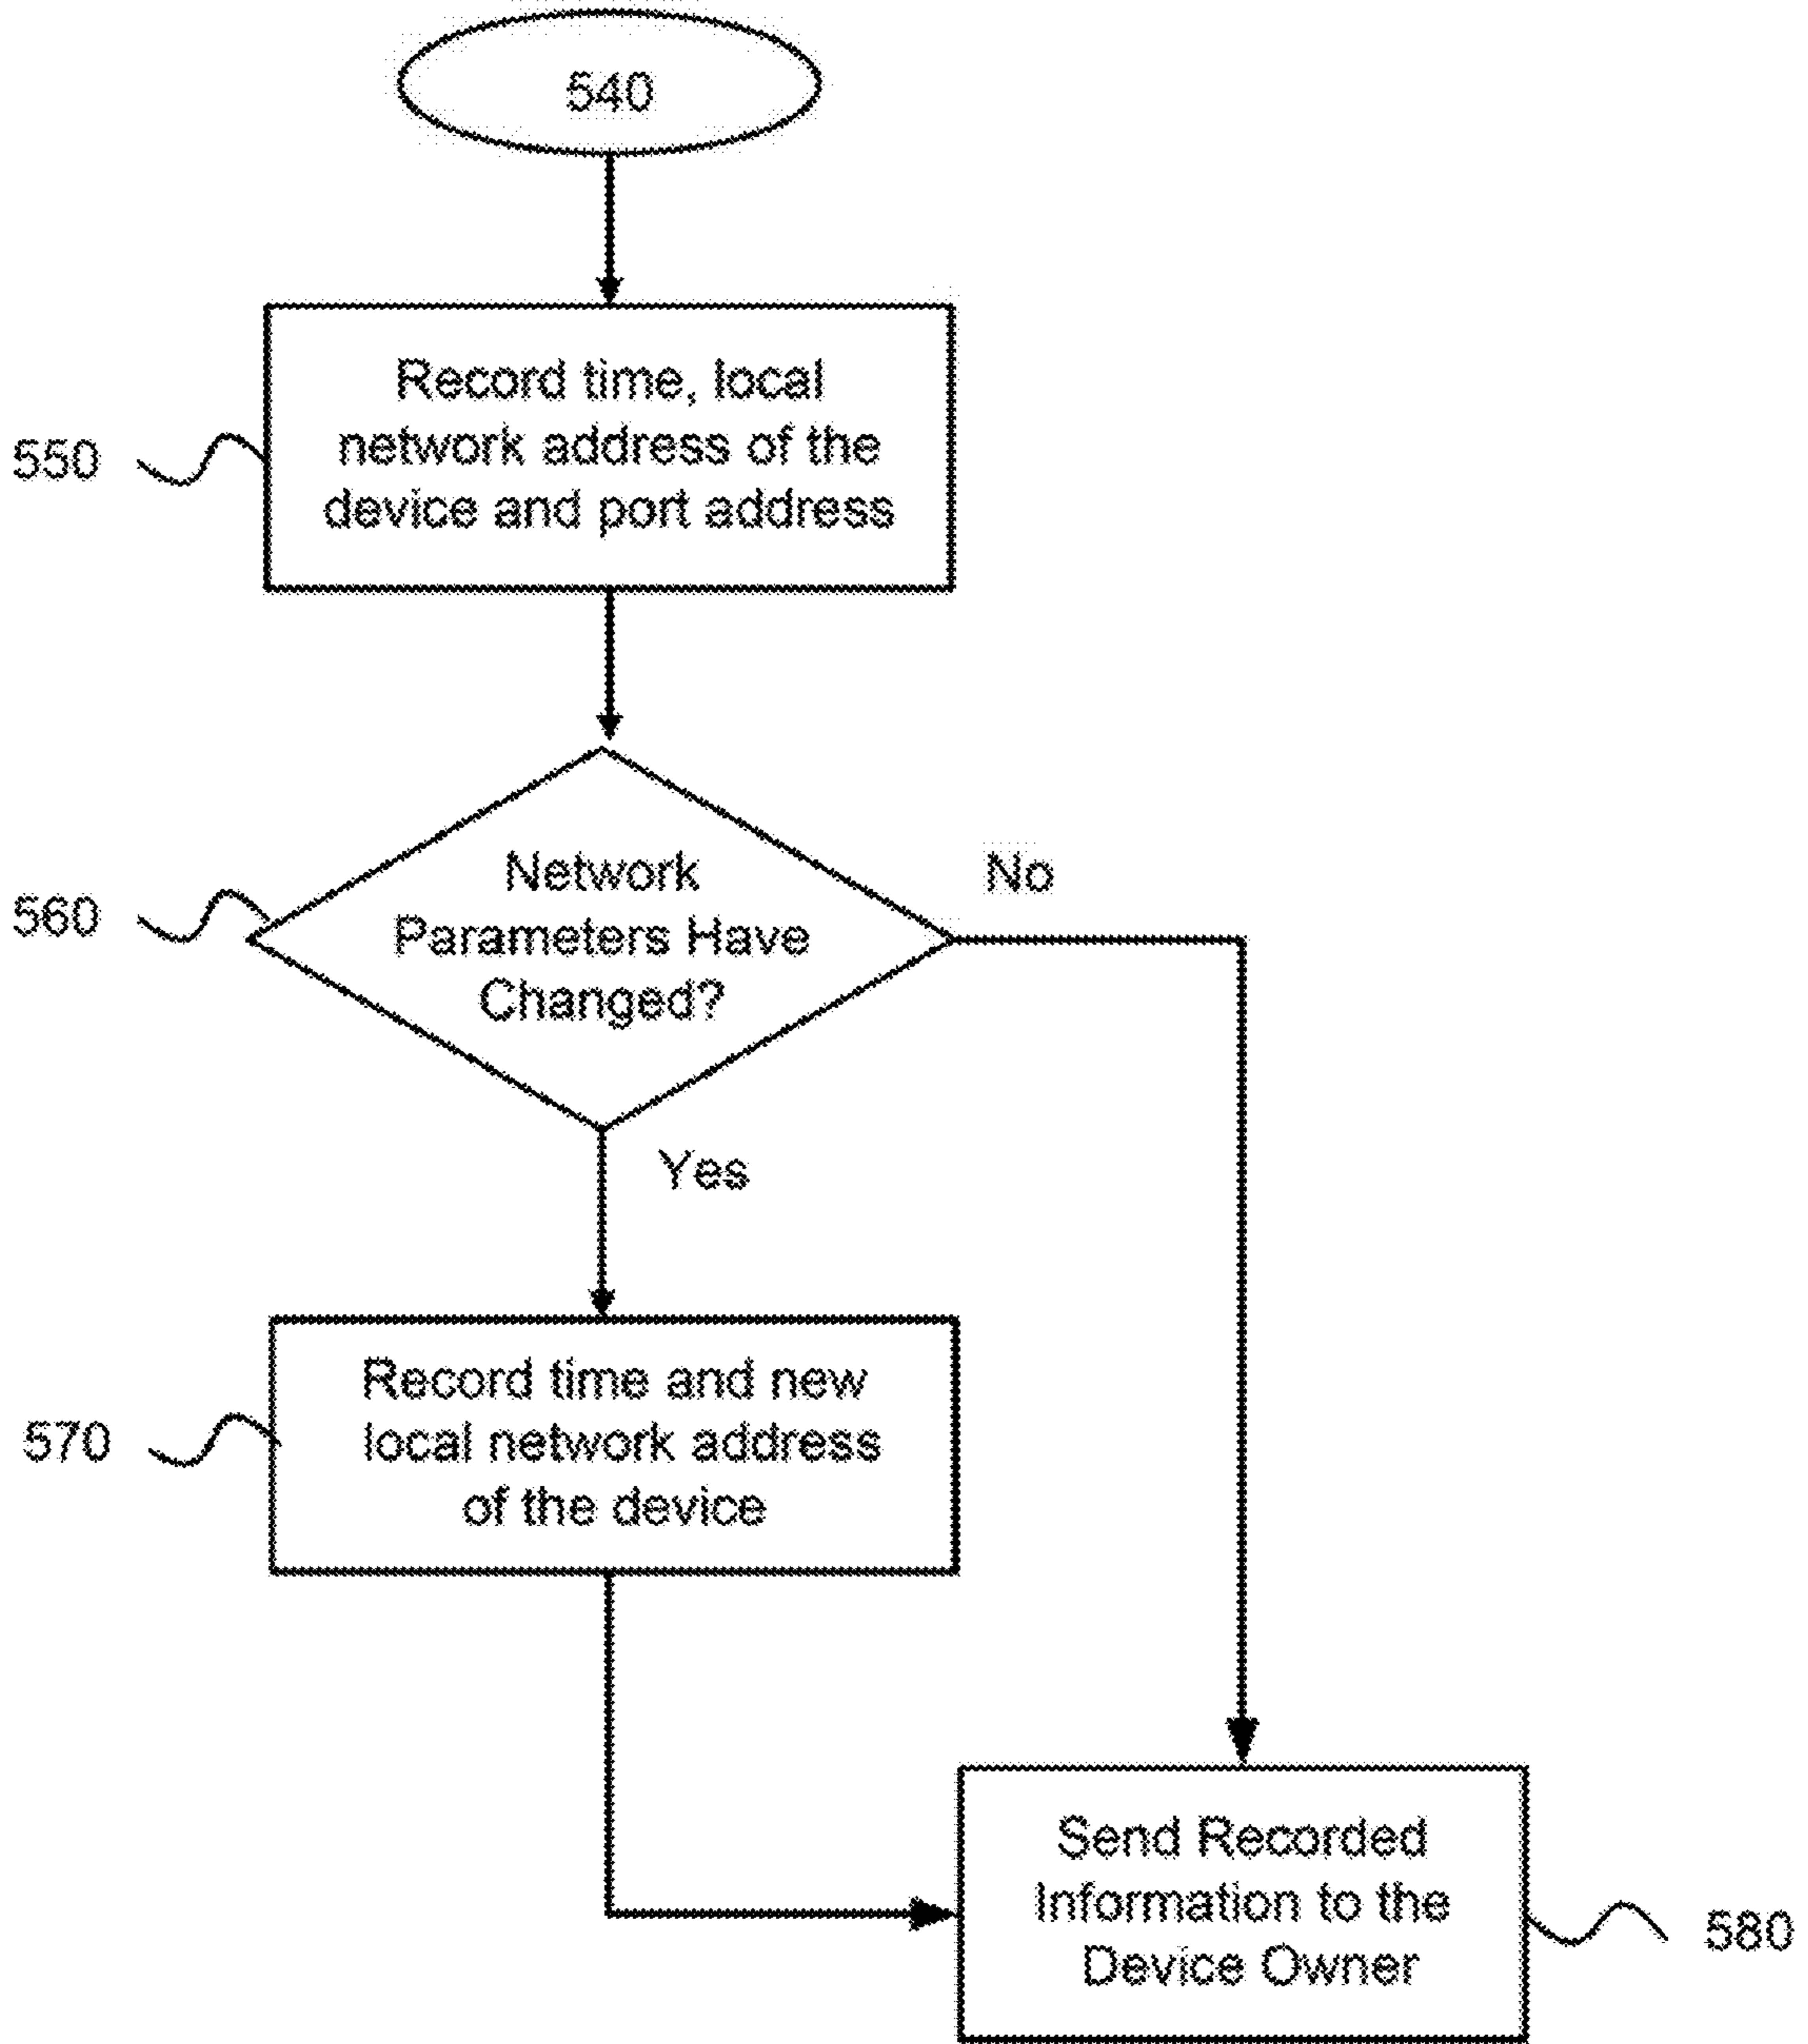 540
550
Record time, local
network address of the
device and port address
560
Network
Parameters Have
Changed?
No
Yes
570
Record time and new
local network address
of the device
Send Recorded
Information to the
Device Owner
580